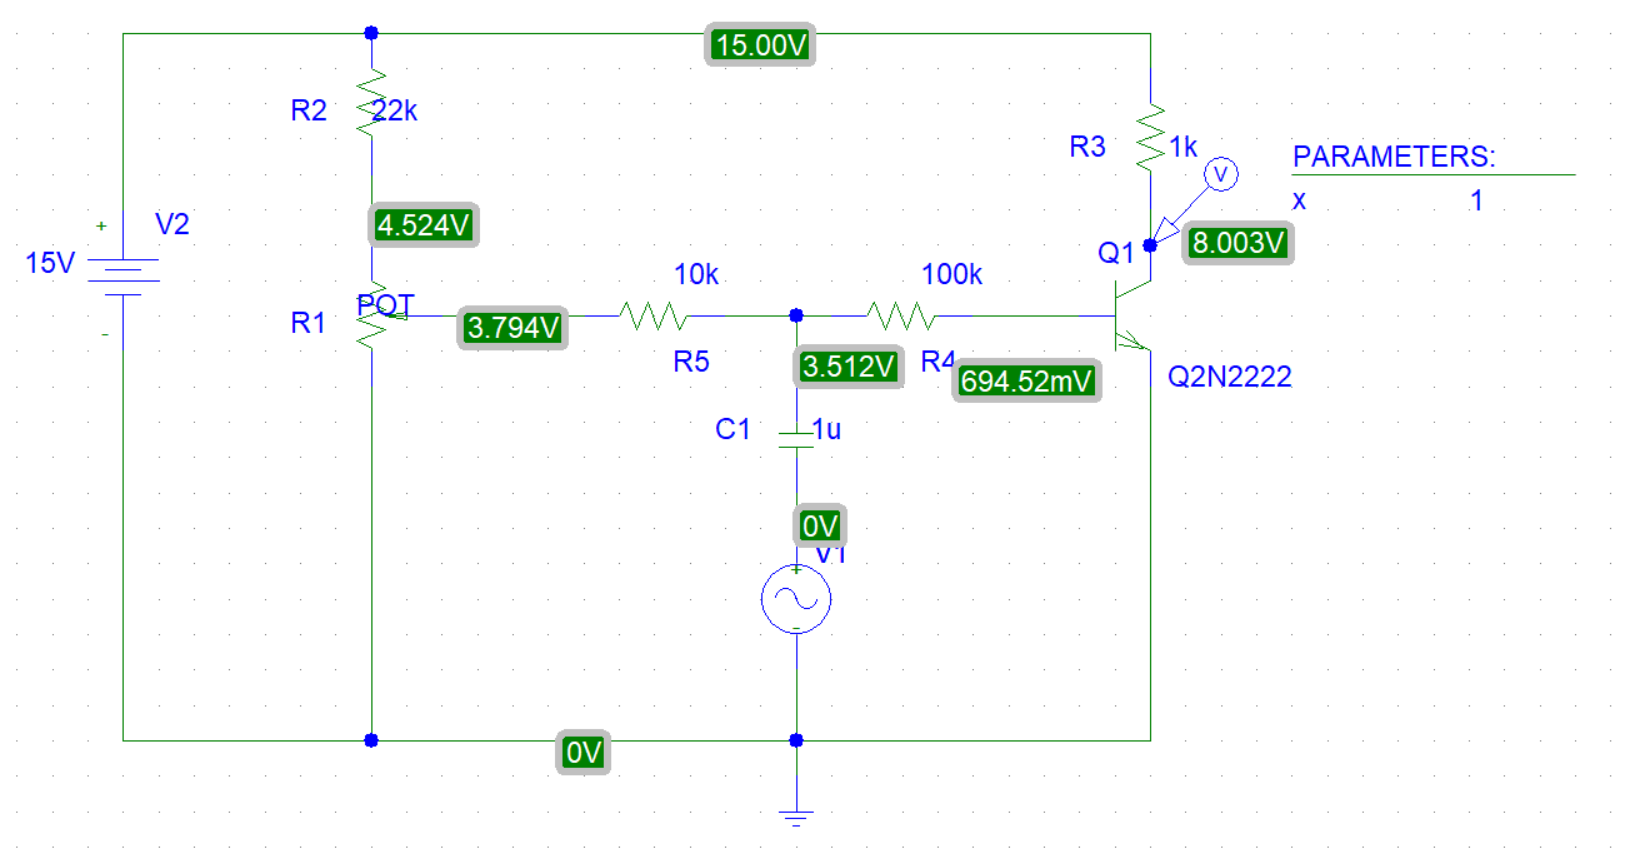 15.00V
R2
22k
R3
1k
V
PARAMETERS:
x 1
+
V2
15V
-
4.524V
Q1
8.003V
10k
100k
POT
R1
3.794V
R5
3.512V
R4
694.52mV
Q2N2222
C1
1u
0V
V1
+
-
0V